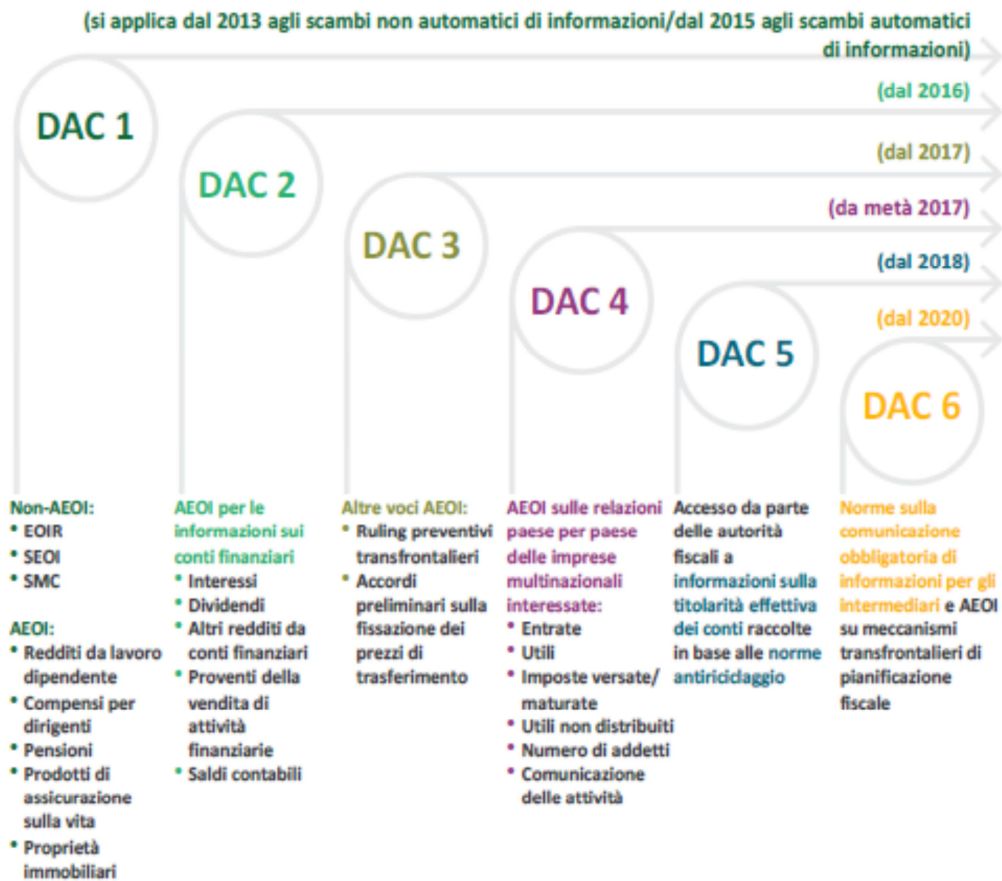 (si applica dal 2013 agli scambi non automatici di informazioni/dal 2015 agli scambi automatici
di informazioni)
DAC 1
(dal 2016)
DAC 2
(dal 2017)
DAC 3
(da metà 2017)
DAC 4
(dal 2018)
DAC 5
(dal 2020)
DAC 6
Non-AEOI:
• EOIR
• SEOI
• SMC
AEOI:
• Redditi da lavoro
dipendente
• Compensi per
dirigenti
• Pensioni
• Prodotti di
assicurazione
sulla vita
• Proprietà
immobiliari
AEOI per le
informazioni sui
conti finanziari
• Interessi
• Dividendi
• Altri redditi da
conti finanziari
• Proventi della
vendita di
attività
finanziarie
• Saldi contabili
Altre voci AEOI:
• Ruling preventivi
transfrontalieri
• Accordi
preliminari sulla
fissazione dei
prezzi di
trasferimento
AEOI sulle relazioni
paese per paese
delle imprese
multinazionali
interessate:
• Entrate
• Utili
• Imposte versate/
maturate
• Utili non distribuiti
• Numero di addetti
• Comunicazione
delle attività
Accesso da parte
delle autorità
fiscali a
informazioni sulla
titolarità effettiva
dei conti raccolte
in base alle norme
antiriciclaggio
Norme sulla
comunicazione
obbligatoria di
informazioni per gli
intermediari e AEOI
su meccanismi
transfrontalieri di
pianificazione
fiscale